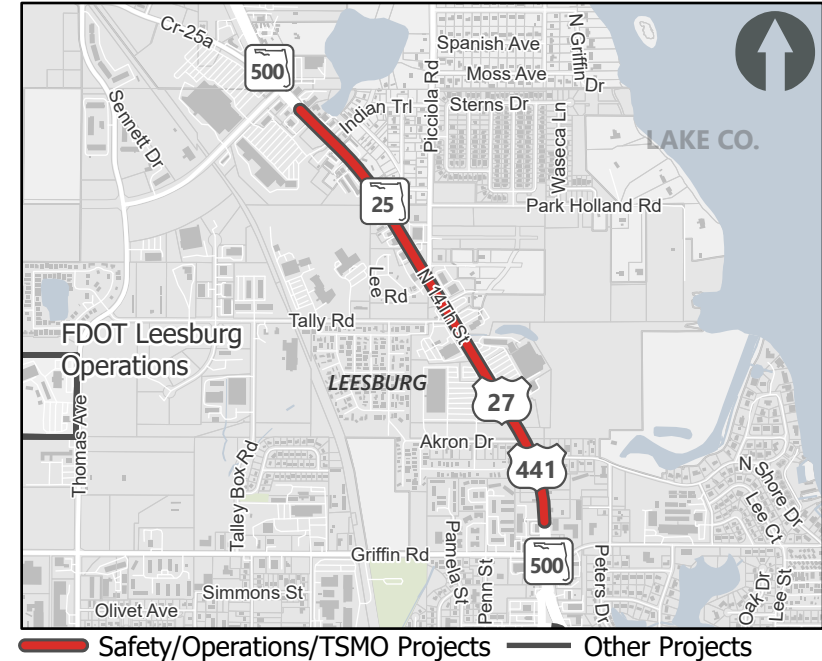 Cr-25a
500
Spanish Ave
N Griffin
Dr
Moss Ave
Sterns Dr
Indian Trl
Picciola Rd
Waseca Ln
Sennett Dr
LAKE CO.
25
Park Holland Rd
Lee
Rd
N 14Th St
Tally Rd
FDOT Leesburg
Operations
LEESBURG
27
Thomas Ave
Akron Dr
441
Talley Box Rd
N Shore Dr
Lee Ct
Griffin Rd
500
Pamela St
Penn St
Peters Dr
Simmons St
Oak Dr
Lee St
Olivet Ave
Safety/Operations/TSMO Projects
Other Projects